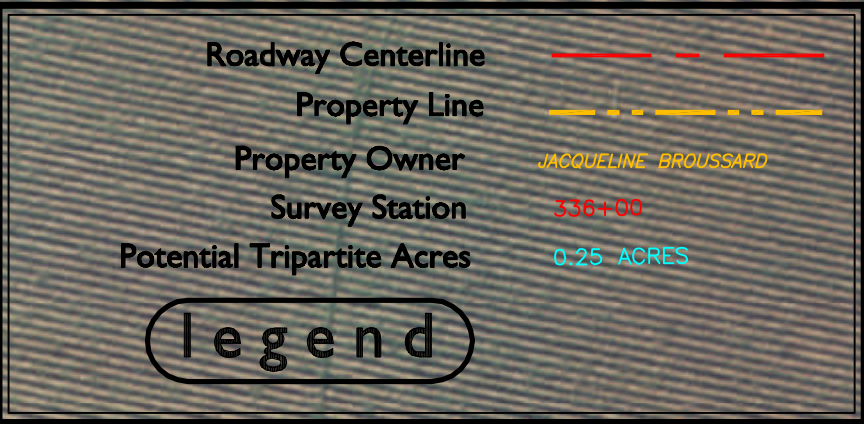 Roadway Centerline
Property Line
Property Owner JACQUELINE BROUSSARD
Survey Station 336+00
Potential Tripartite Acres 0.25 ACRES
legend